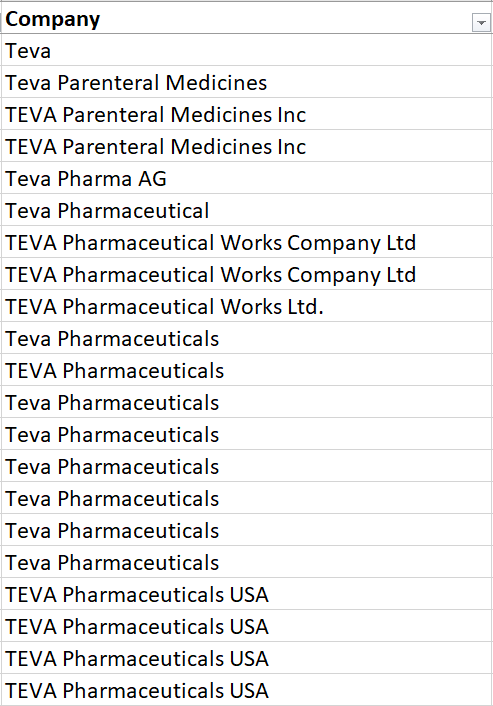 Company
Teva
Teva Parenteral Medicines
TEVA Parenteral Medicines Inc
TEVA Parenteral Medicines Inc
Teva Pharma AG
Teva Pharmaceutical
TEVA Pharmaceutical Works Company Ltd
TEVA Pharmaceutical Works Company Ltd
TEVA Pharmaceutical Works Ltd.
Teva Pharmaceuticals
TEVA Pharmaceuticals
Teva Pharmaceuticals
Teva Pharmaceuticals
Teva Pharmaceuticals
Teva Pharmaceuticals
Teva Pharmaceuticals
Teva Pharmaceuticals
TEVA Pharmaceuticals USA
TEVA Pharmaceuticals USA
TEVA Pharmaceuticals USA
TEVA Pharmaceuticals USA